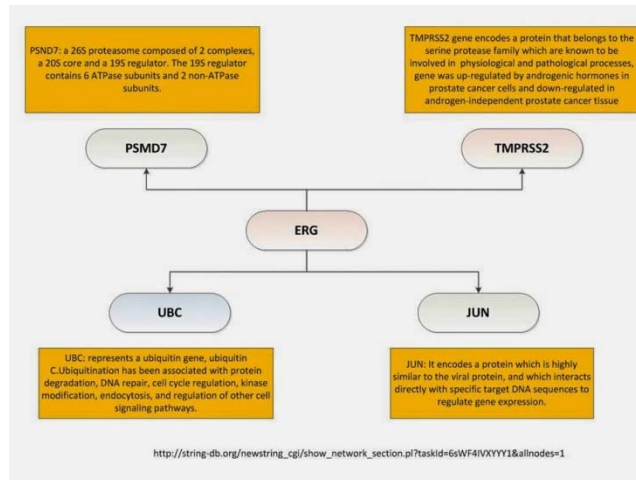 PSND7: a 26S proteasome composed of 2 complexes,
a 20S core and a 19S regulator. The 19S regulator
contains 6 ATPase subunits and 2 non-ATPase
subunits.
TMPRSS2 gene encodes a protein that belongs to the
serine protease family which are known to be
involved in physiological and pathological processes,
gene was up-regulated by androgenic hormones in
prostate cancer cells and down-regulated in
androgen-independent prostate cancer tissue
PSMD7
TMPRSS2
ERG
UBC
JUN
UBC: represents a ubiquitin gene, ubiquitin
C.Ubiquitination has been associated with protein
degradation, DNA repair, cell cycle regulation, kinase
modification, endocytosis, and regulation of other cell
signaling pathways.
JUN: It encodes a protein which is highly
similar to the viral protein, and which interacts
directly with specific target DNA sequences to
regulate gene expression.
http://string-db.org/newstring_cgi/show_network_section.pl?taskId=6sWF4IVXYYY1&allnodes=1